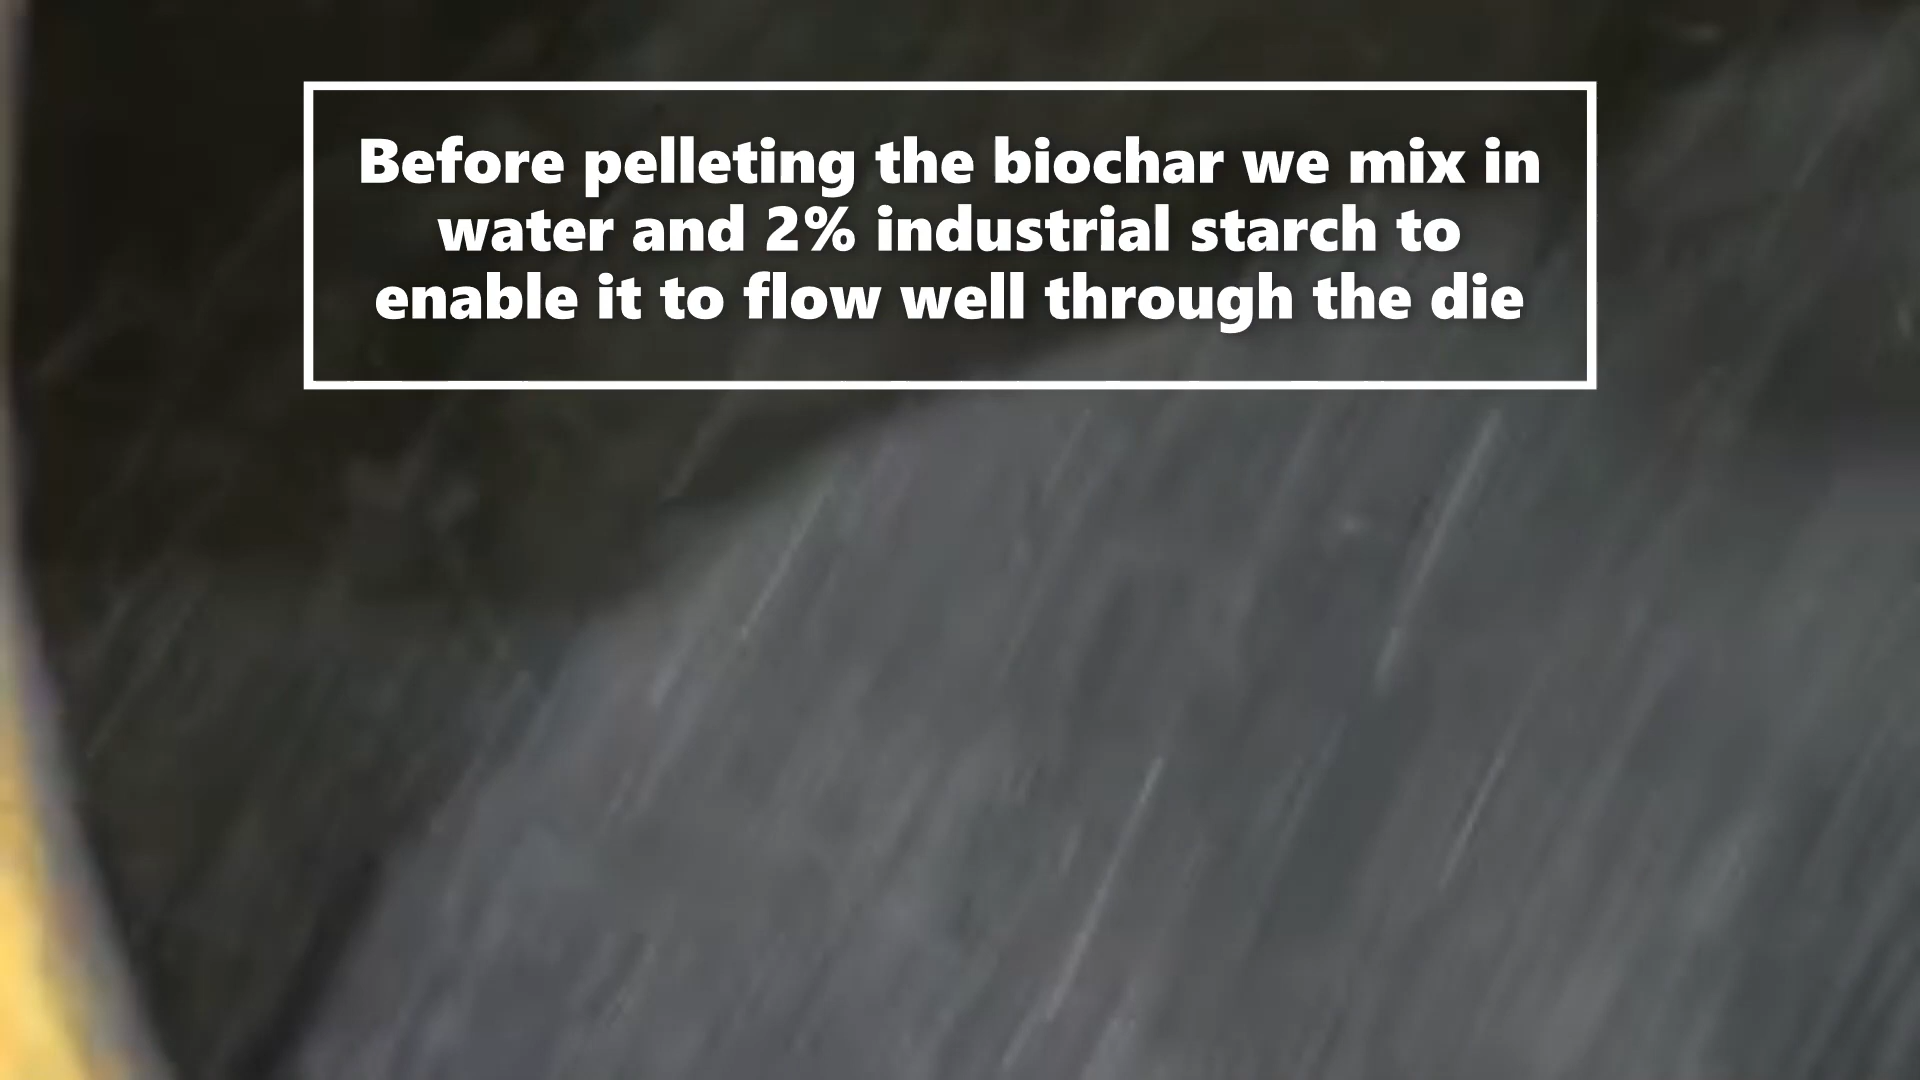 Before pelleting the biochar we mix in
water and 2% industrial starch to
enable it to flow well through the die